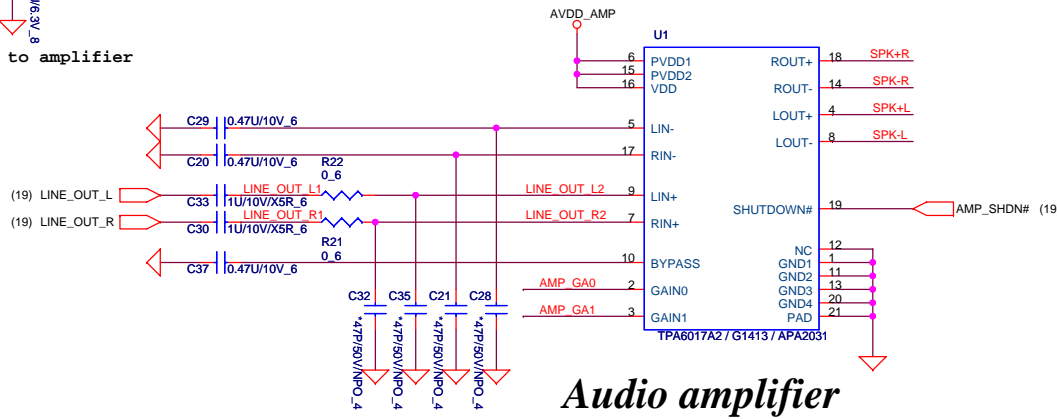 /6.3V_8
to amplifier
AVDD_AMP
U1
6 PVDD1
15 PVDD2
16 VDD
ROUT+ 18 SPK+R
ROUT- 14 SPK-R
LOUT+ 4 SPK+L
LOUT- 8 SPK-L
C29 0.47U/10V_6
5 LIN-
C20 0.47U/10V_6
17 RIN-
R22
0_6
(19) LINE_OUT_L
C33 1U/10V/X5R_6
LINE_OUT_L1
LINE_OUT_L2
9 LIN+
(19) LINE_OUT_R
C30 1U/10V/X5R_6
LINE_OUT_R1
LINE_OUT_R2
7 RIN+
R21
0_6
SHUTDOWN# 19
AMP_SHDN# (19
C37 0.47U/10V_6
10 BYPASS
AMP_GA0
2 GAIN0
AMP_GA1
3 GAIN1
NC 12
GND1 1
GND2 11
GND3 13
GND4 20
PAD 21
C32
*47P/50V/NPO_4
C35
*47P/50V/NPO_4
C21
*47P/50V/NPO_4
C28
*47P/50V/NPO_4
TPA6017A2 / G1413 / APA2031
Audio amplifier